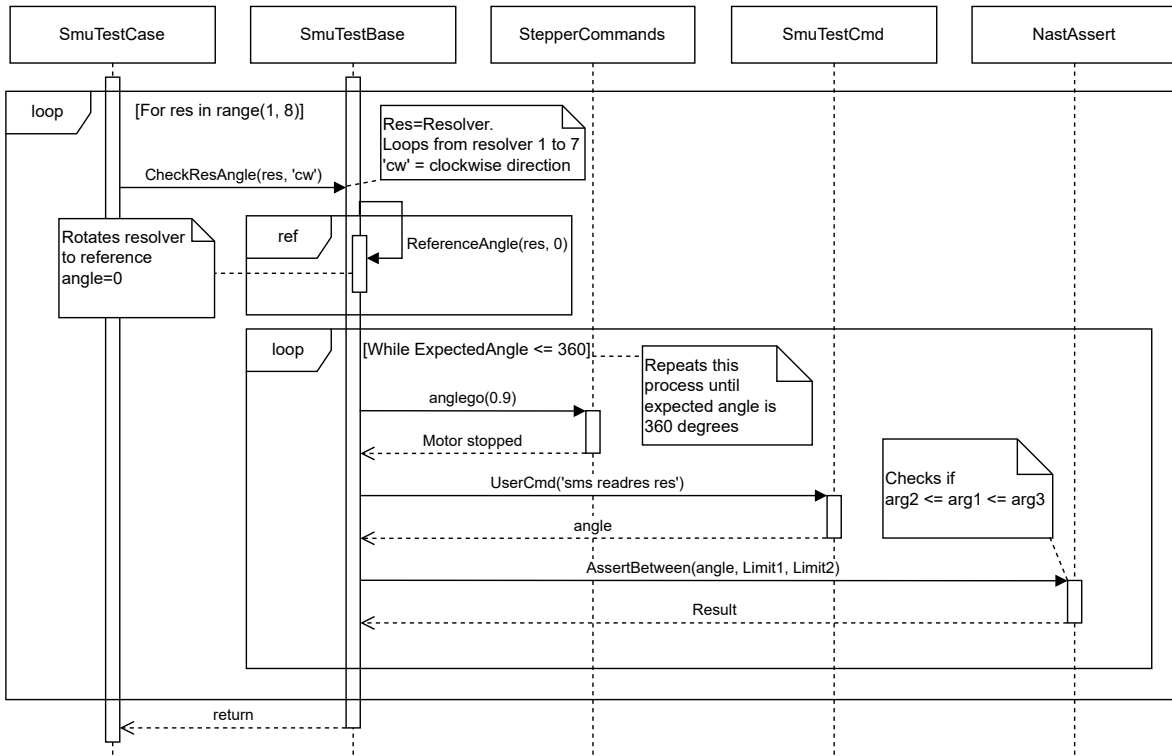 SmuTestCase
SmuTestBase
StepperCommands
SmuTestCmd
NastAssert
loop
[For res in range(1, 8)]
Res=Resolver.
Loops from resolver 1 to 7
'cw' = clockwise direction
CheckResAngle(res, 'cw')
Rotates resolver
to reference
angle=0
ref
ReferenceAngle(res, 0)
loop
[While ExpectedAngle <= 360]
Repeats this
process until
expected angle is
360 degrees
anglego(0.9)
Motor stopped
Checks if
arg2 <= arg1 <= arg3
UserCmd('sms readres res')
angle
AssertBetween(angle, Limit1, Limit2)
Result
return